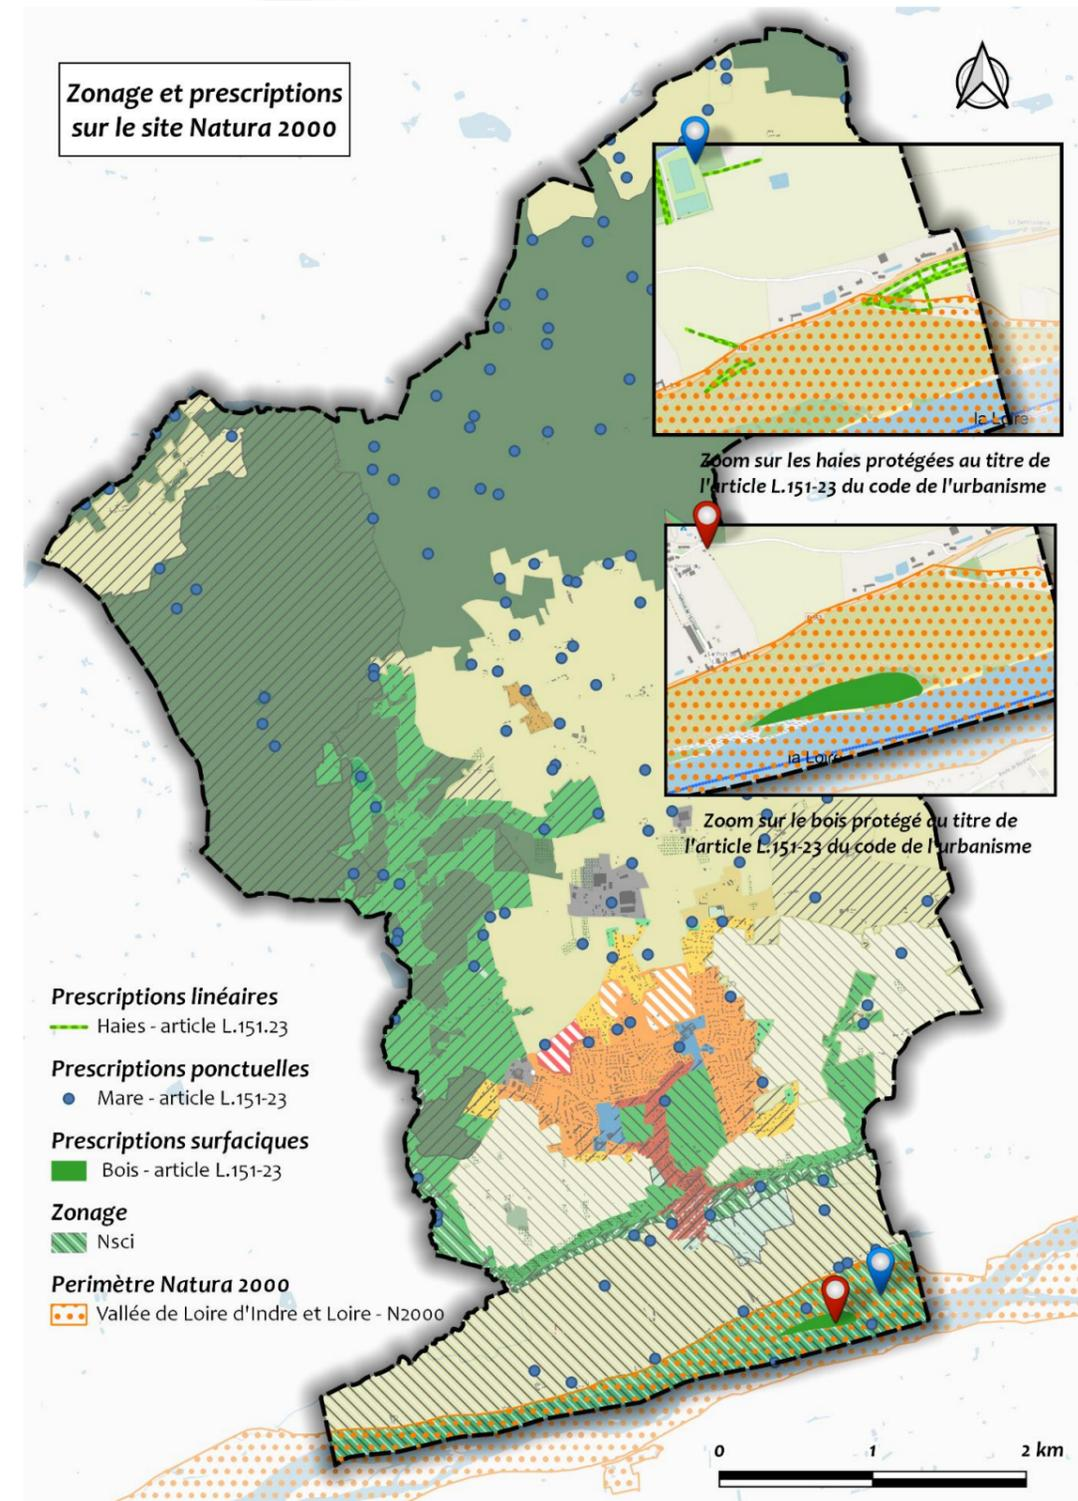 Zonage et prescriptions
sur le site Natura 2000
la Loire
Zoom sur les haies protégées au titre de
l'article L.151-23 du code de l'urbanisme
la Loire
Zoom sur le bois protégé au titre de
l'article L.151-23 du code de l'urbanisme
Prescriptions linéaires
Haies - article L.151.23
Prescriptions ponctuelles
Mare - article L.151-23
Prescriptions surfaciques
Bois - article L.151-23
Zonage
Nsci
Perimètre Natura 2000
Vallée de Loire d'Indre et Loire - N2000
0 1 2 km